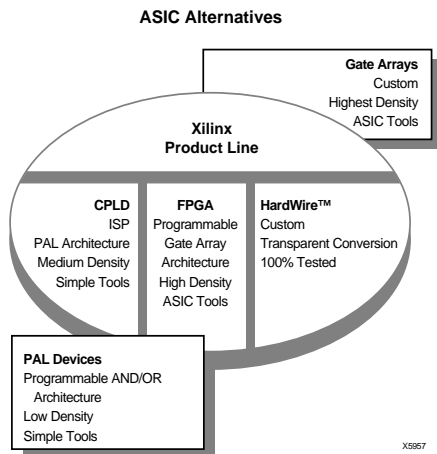 ASIC Alternatives
Gate Arrays
Custom
Highest Density
ASIC Tools
Xilinx
Product Line
CPLD
ISP
PAL Architecture
Medium Density
Simple Tools
FPGA
Programmable
Gate Array
Architecture
High Density
ASIC Tools
HardWire™
Custom
Transparent Conversion
100% Tested
PAL Devices
Programmable AND/OR
Architecture
Low Density
Simple Tools
X5957